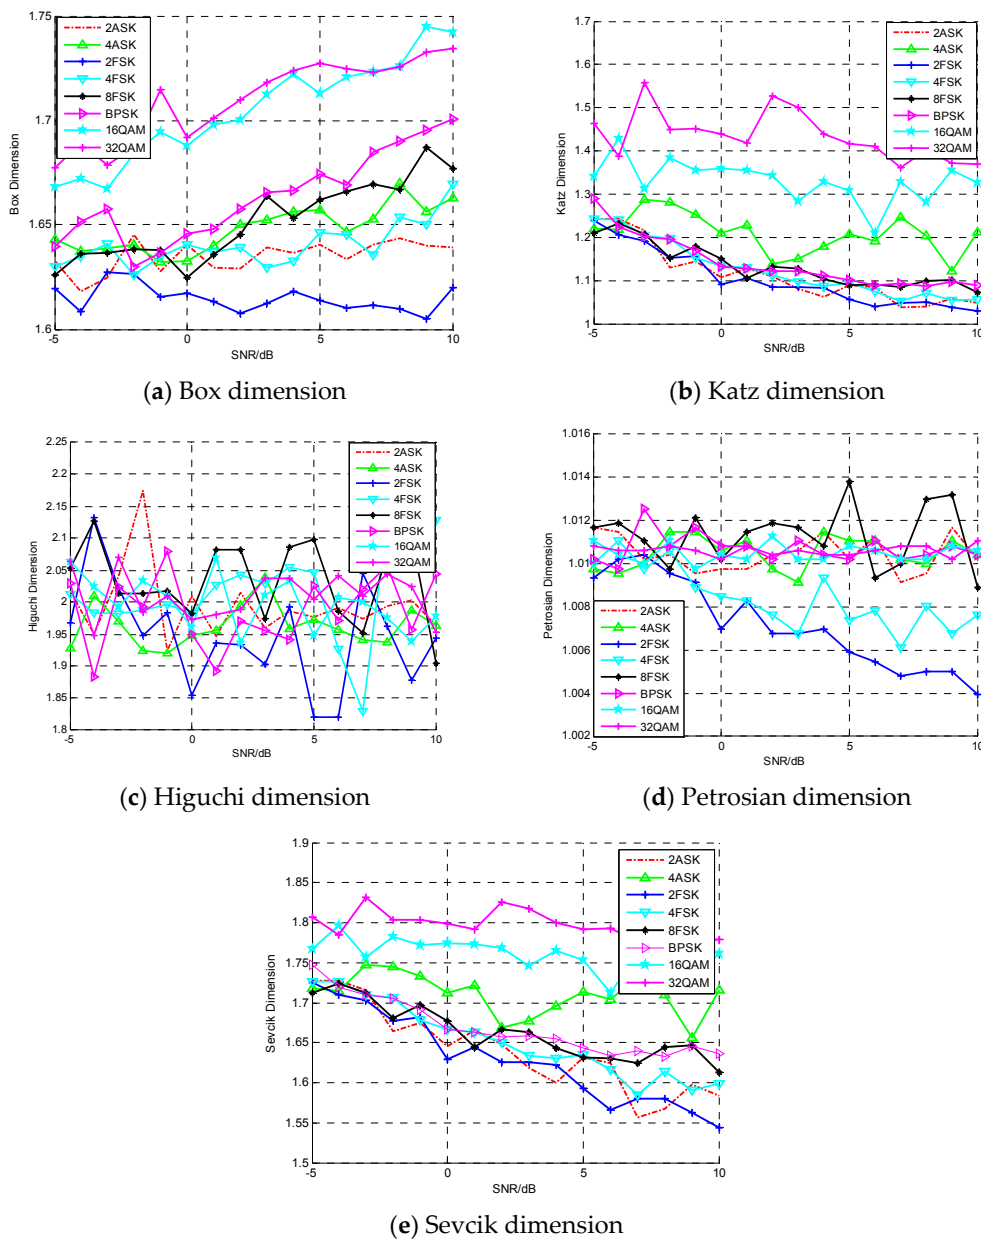 1.75
1.7
1.65
1.6
-5
0
5
10
Box Dimension
SNR/dB
2ASK
4ASK
2FSK
4FSK
8FSK
BPSK
16QAM
32QAM
(a) Box dimension
1.7
1.6
1.5
1.4
1.3
1.2
1.1
1
-5
0
5
10
Katz Dimension
SNR/dB
2ASK
4ASK
2FSK
4FSK
8FSK
BPSK
16QAM
32QAM
(b) Katz dimension
2.25
2.2
2.15
2.1
2.05
2
1.95
1.9
1.85
1.8
-5
0
5
10
Higuchi Dimension
SNR/dB
2ASK
4ASK
2FSK
4FSK
8FSK
BPSK
16QAM
32QAM
(c) Higuchi dimension
1.016
1.014
1.012
1.01
1.008
1.006
1.004
1.002
-5
0
5
10
Petrosian Dimension
SNR/dB
2ASK
4ASK
2FSK
4FSK
8FSK
BPSK
16QAM
32QAM
(d) Petrosian dimension
1.9
1.85
1.8
1.75
1.7
1.65
1.6
1.55
1.5
-5
0
5
10
Sevcik Dimension
SNR/dB
2ASK
4ASK
2FSK
4FSK
8FSK
BPSK
16QAM
32QAM
(e) Sevcik dimension